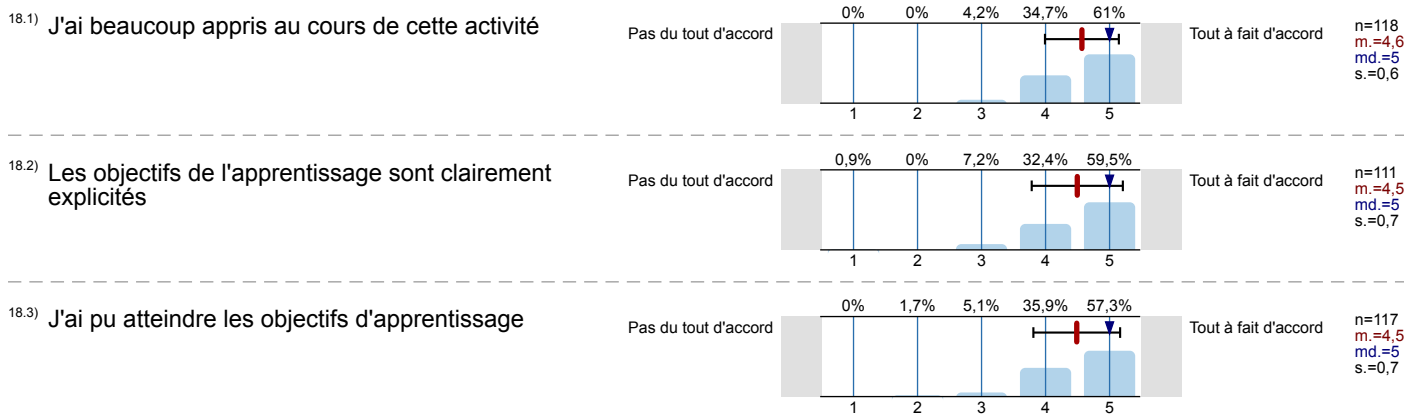 18.1) J'ai beaucoup appris au cours de cette activité
Pas du tout d'accord
0% 0% 4,2% 34,7% 61%
1 2 3 4 5
Tout à fait d'accord
n=118
m.=4,6
md.=5
s.=0,6
18.2) Les objectifs de l'apprentissage sont clairement
explicités
Pas du tout d'accord
0,9% 0% 7,2% 32,4% 59,5%
1 2 3 4 5
Tout à fait d'accord
n=111
m.=4,5
md.=5
s.=0,7
18.3) J'ai pu atteindre les objectifs d'apprentissage
Pas du tout d'accord
0% 1,7% 5,1% 35,9% 57,3%
1 2 3 4 5
Tout à fait d'accord
n=117
m.=4,5
md.=5
s.=0,7